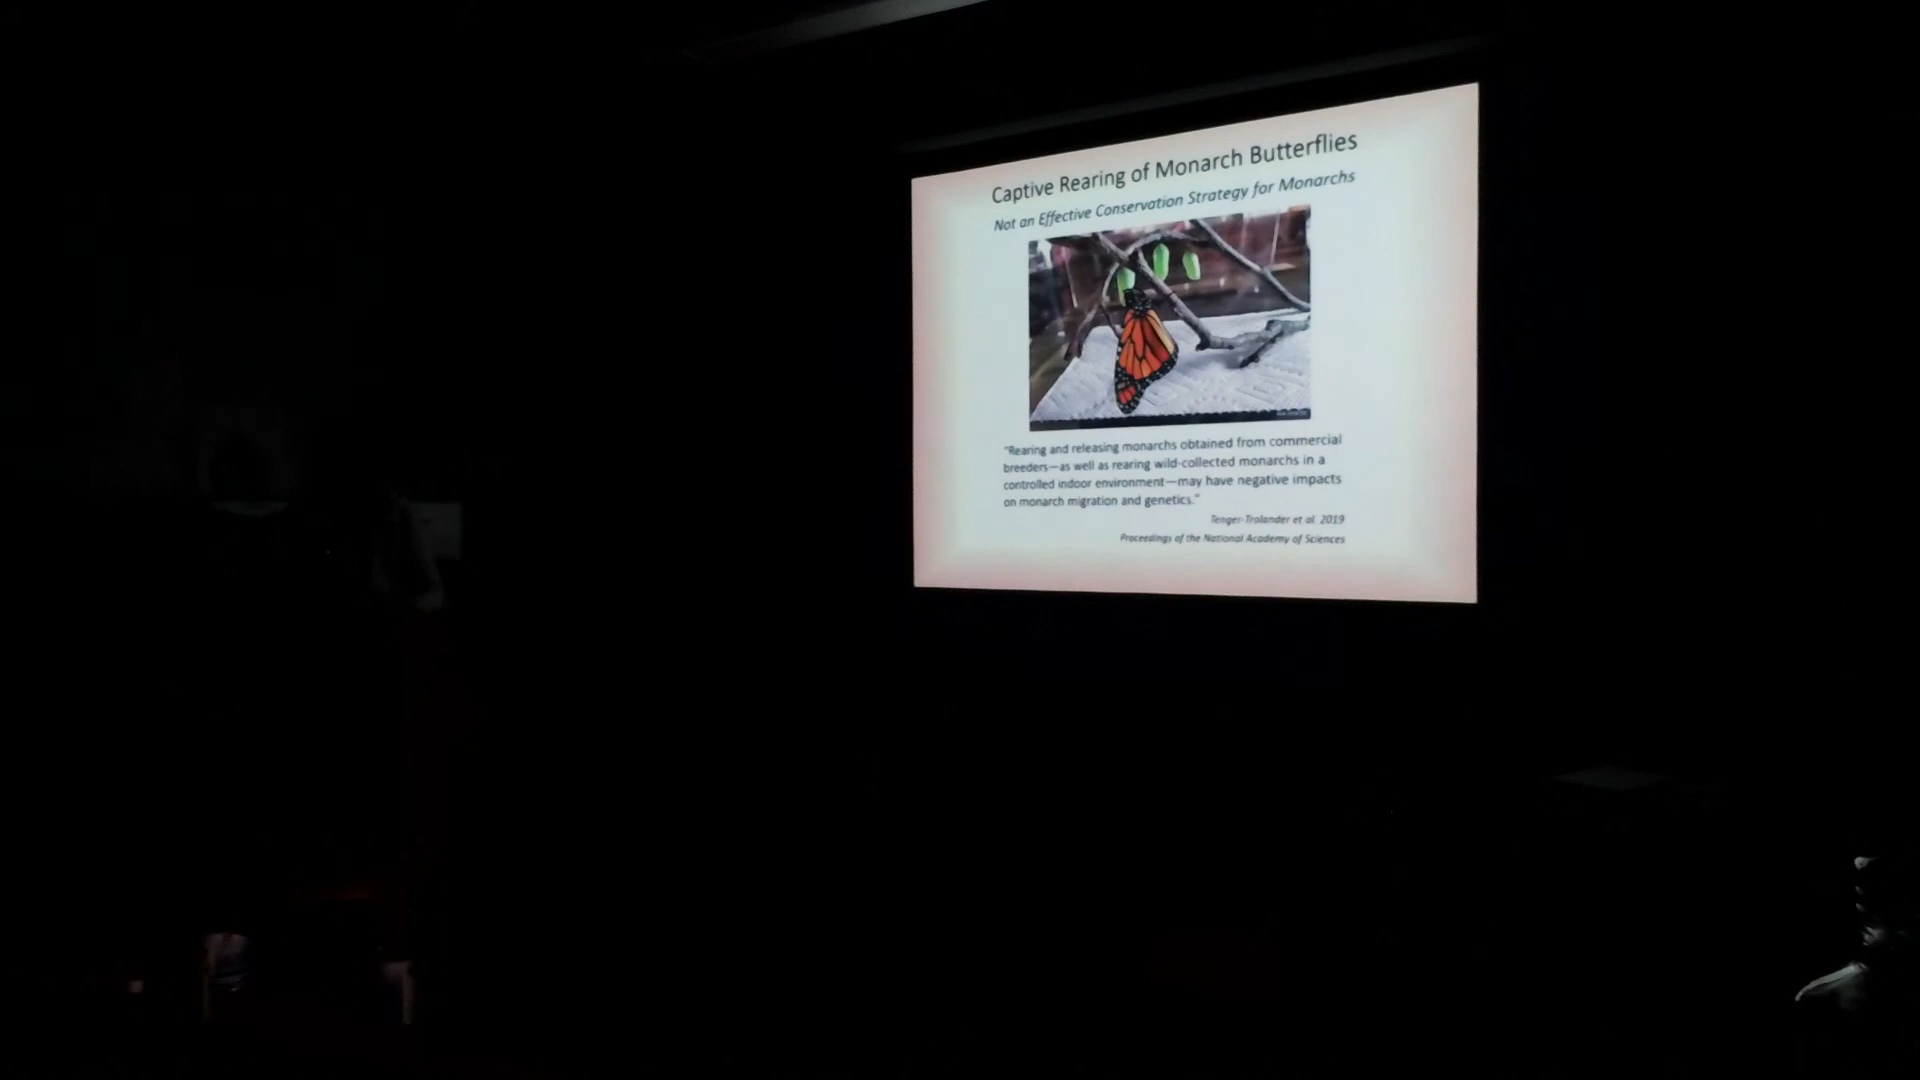 Captive Rearing of Monarch Butterflies
Not an Effective Conservation Strategy for Monarchs
"Rearing and releasing monarchs obtained from commercial
breeders—as well as rearing wild-collected monarchs in a
controlled indoor environment—may have negative impacts
on monarch migration and genetics."
Tenger-Trolander et al. 2019
Proceedings of the National Academy of Sciences